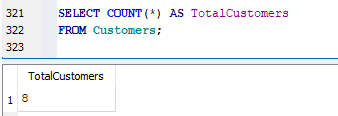 321 SELECT COUNT(*) AS TotalCustomers
322 FROM Customers;
323
TotalCustomers
1 8